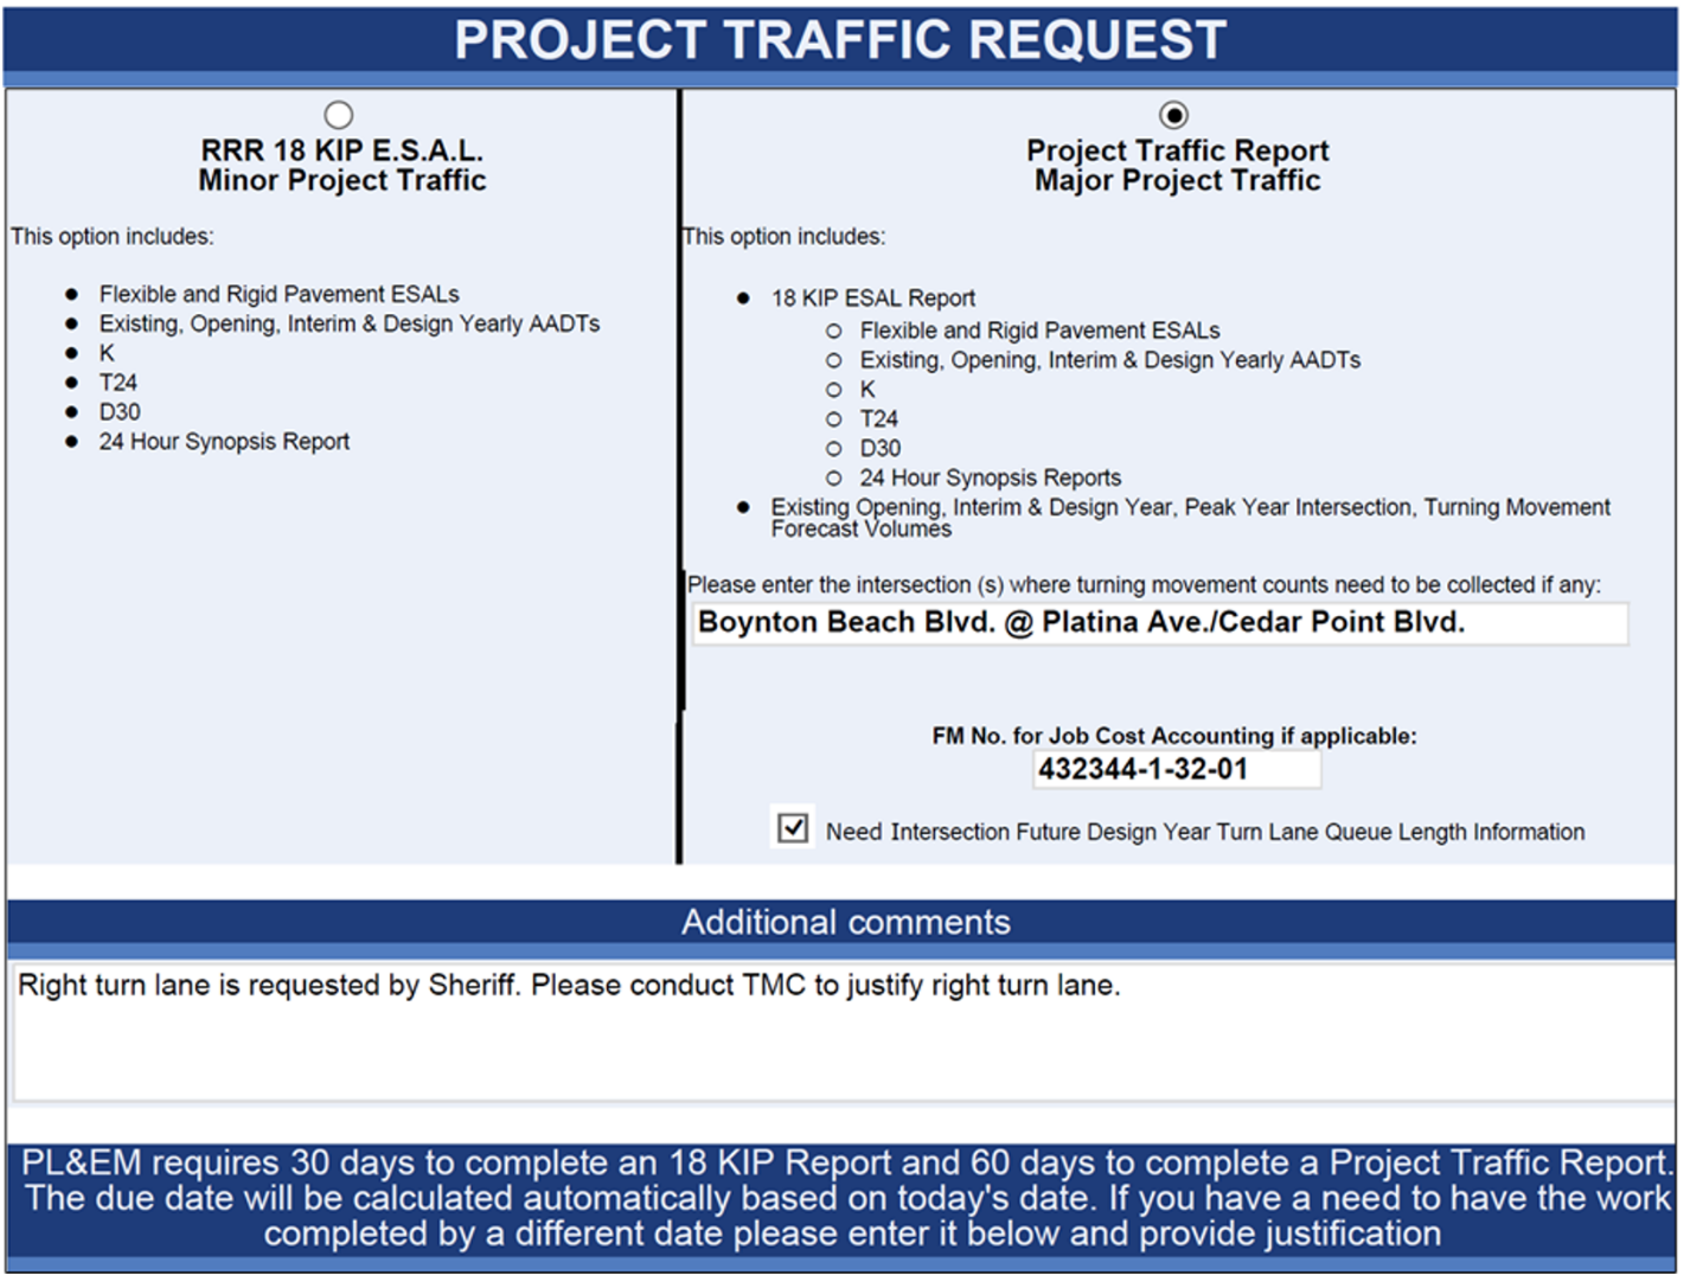 PROJECT TRAFFIC REQUEST
RRR 18 KIP E.S.A.L.
Minor Project Traffic
This option includes:
Flexible and Rigid Pavement ESALs
Existing, Opening, Interim & Design Yearly AADTs
K
T24
D30
24 Hour Synopsis Report
Project Traffic Report
Major Project Traffic
This option includes:
18 KIP ESAL Report
Flexible and Rigid Pavement ESALs
Existing, Opening, Interim & Design Yearly AADTs
K
T24
D30
24 Hour Synopsis Reports
Existing Opening, Interim & Design Year, Peak Year Intersection, Turning Movement
Forecast Volumes
Please enter the intersection (s) where turning movement counts need to be collected if any:
Boynton Beach Blvd. @ Platina Ave./Cedar Point Blvd.
FM No. for Job Cost Accounting if applicable:
432344-1-32-01
Need Intersection Future Design Year Turn Lane Queue Length Information
Additional comments
Right turn lane is requested by Sheriff. Please conduct TMC to justify right turn lane.
PL&EM requires 30 days to complete an 18 KIP Report and 60 days to complete a Project Traffic Report.
The due date will be calculated automatically based on today's date. If you have a need to have the work
completed by a different date please enter it below and provide justification